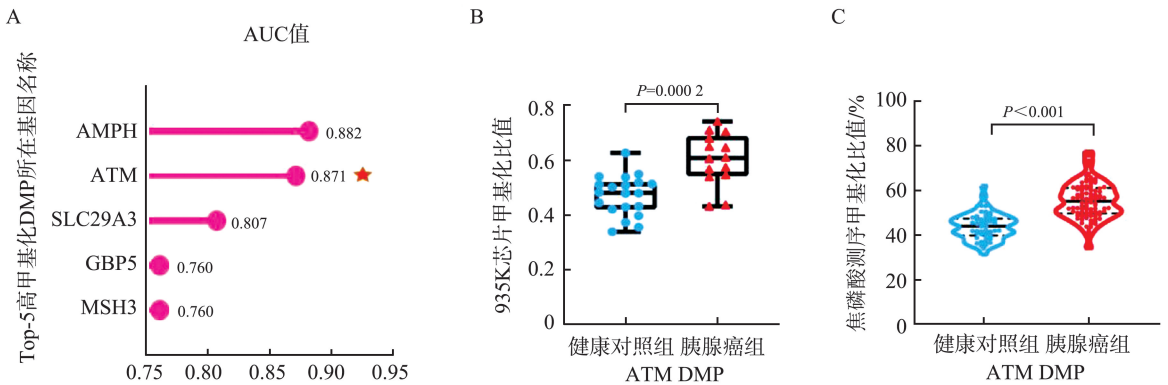 A
AUC值
Top-5高甲基化DMP所在基因名称
AMPH
0.882
ATM
0.871
SLC29A3
0.807
GBP5
0.760
MSH3
0.760
0.75 0.80 0.85 0.90 0.95
B
P=0.000 2
935K芯片甲基化比值
0.8
0.6
0.4
0.2
0
健康对照组 胰腺癌组
ATM DMP
C
P＜0.001
焦磷酸测序甲基化比值/%
100
80
60
40
20
0
健康对照组 胰腺癌组
ATM DMP